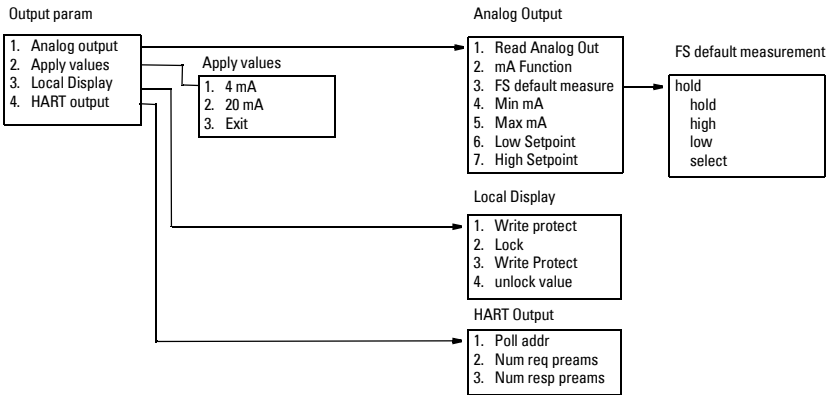 Output param
1. Analog output
2. Apply values
3. Local Display
4. HART output
Apply values
1. 4 mA
2. 20 mA
3. Exit
Analog Output
1. Read Analog Out
2. mA Function
3. FS default measure
4. Min mA
5. Max mA
6. Low Setpoint
7. High Setpoint
FS default measurement
hold
hold
high
low
select
Local Display
1. Write protect
2. Lock
3. Write Protect
4. unlock value
HART Output
1. Poll addr
2. Num req preams
3. Num resp preams